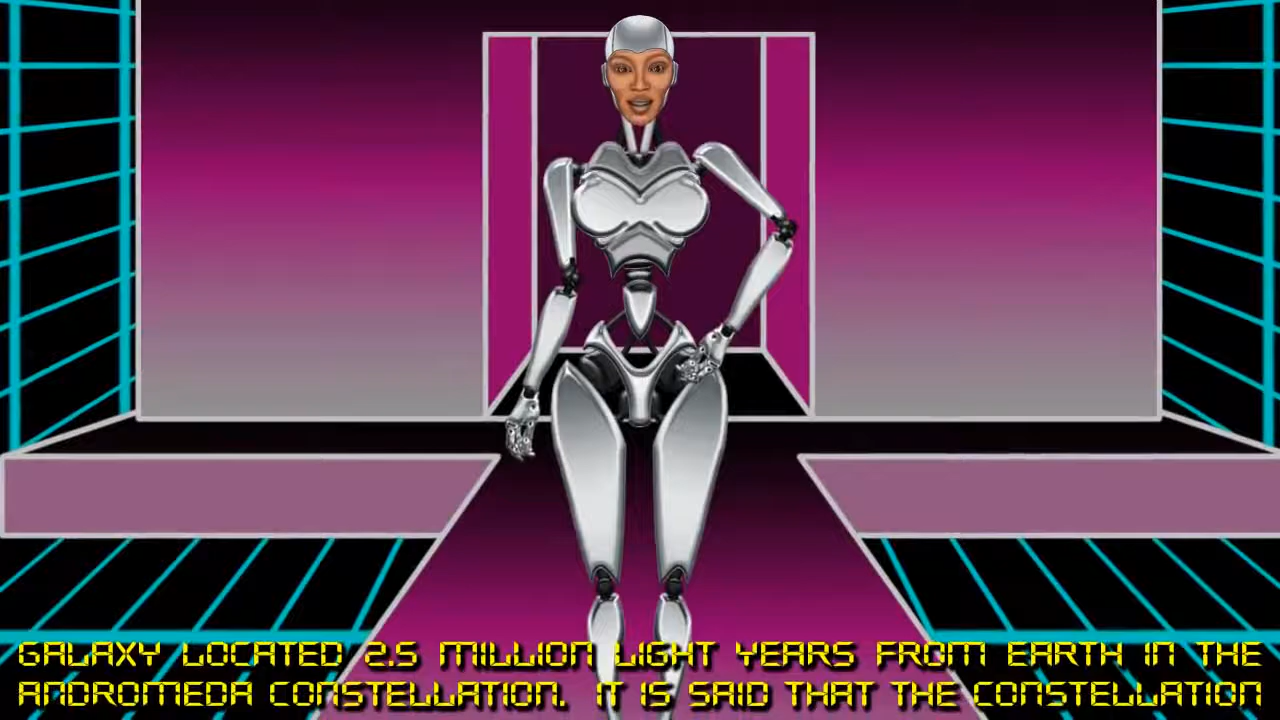 GALAXY LOCATED 2.5 MILLION LIGHT YEARS FROM EARTH IN THE
ANDROMEDA CONSTELLATION. IT IS SAID THAT THE CONSTELLATION